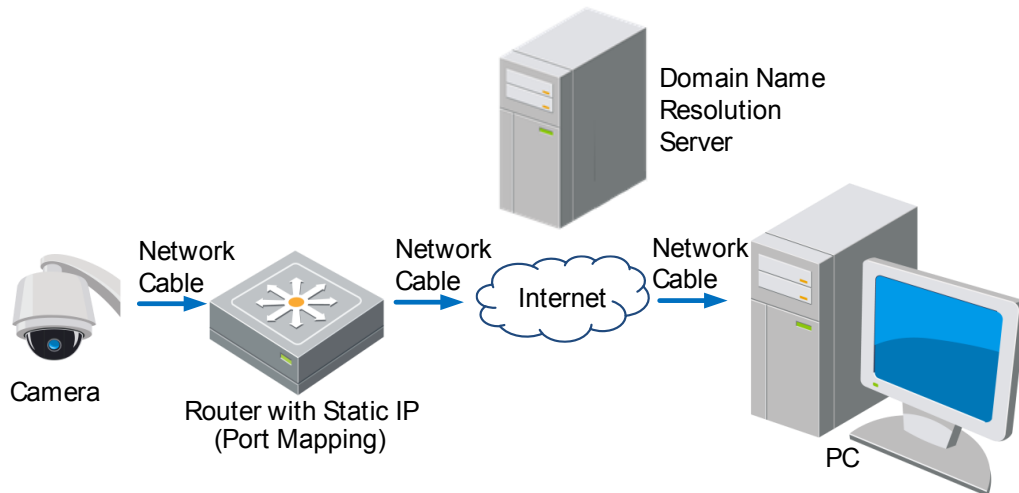 Domain Name
Resolution
Server
Network
Cable
Network
Cable
Network
Cable
Internet
Camera
Router with Static IP
(Port Mapping)
PC